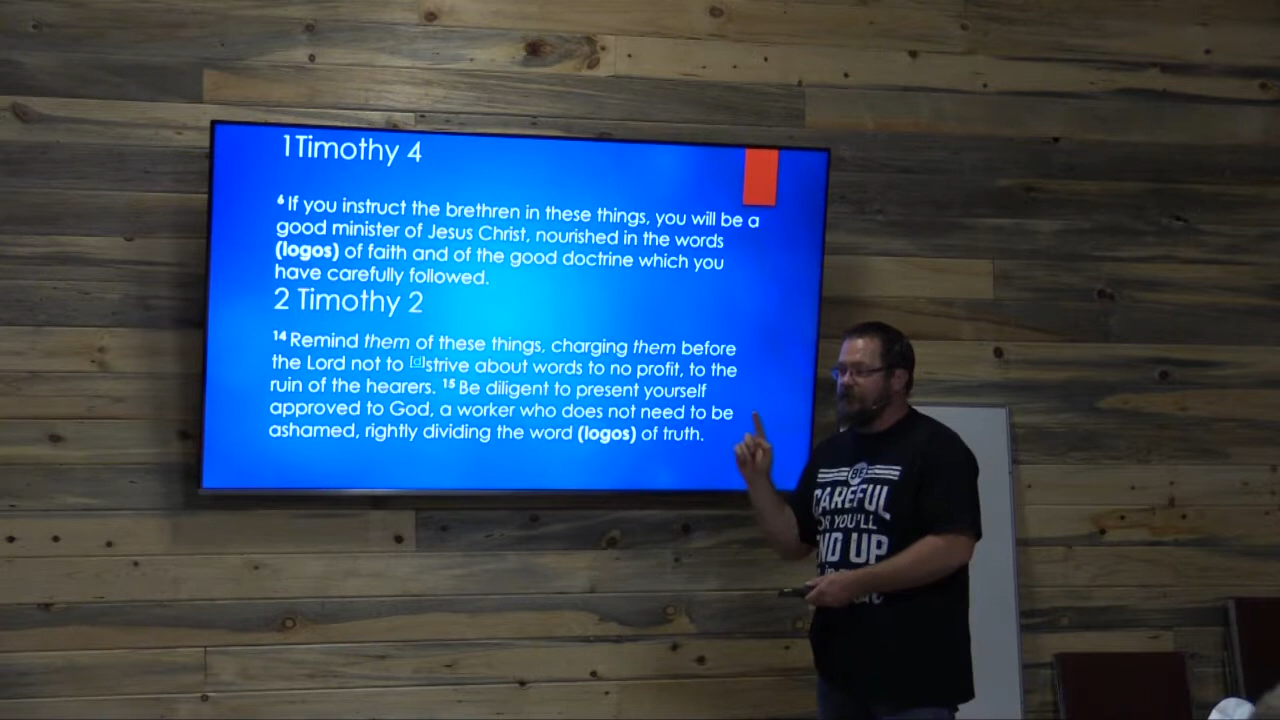 1Timothy 4
6 If you instruct the brethren in these things, you will be a
good minister of Jesus Christ, nourished in the words
(logos) of faith and of the good doctrine which you
have carefully followed.
2 Timothy 2
14 Remind them of these things, charging them before
the Lord not to [d]strive about words to no profit, to the
ruin of the hearers. 15 Be diligent to present yourself
approved to God, a worker who does not need to be
ashamed, rightly dividing the word (logos) of truth.
BE
CAREFUL
OR YOU'LL
END UP